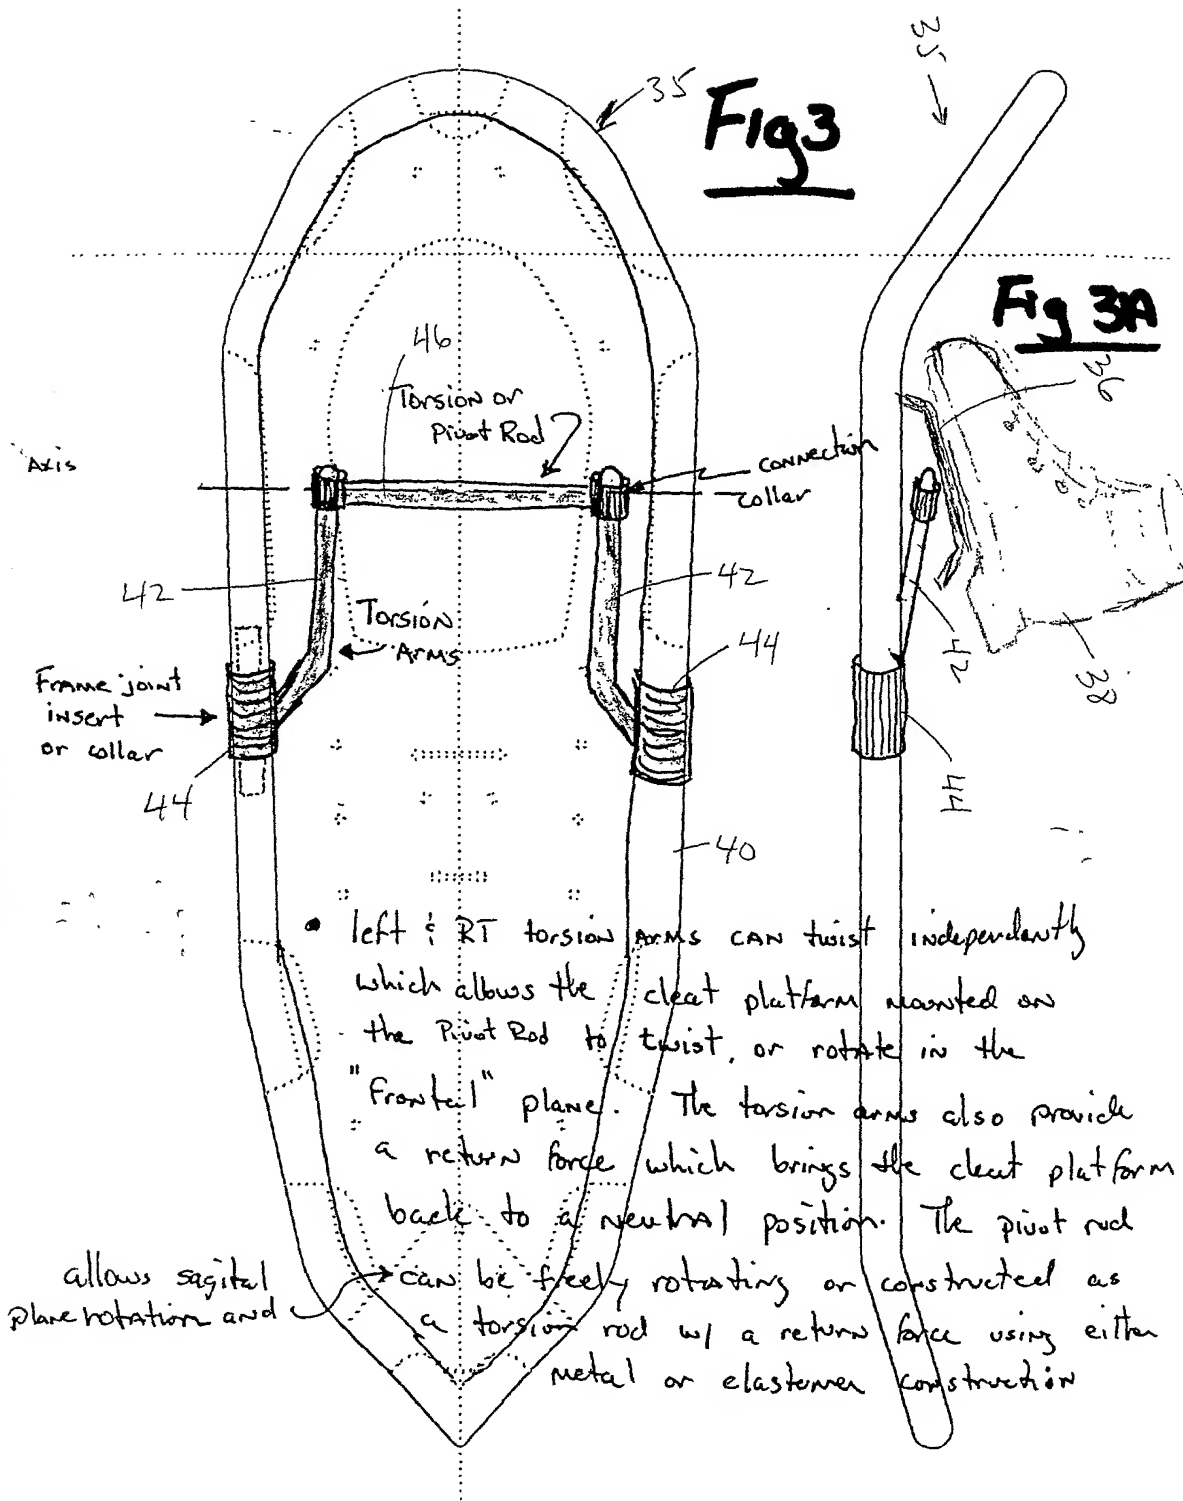 35
35
Fig3
Fig 3A
36
46
Torsion or
Pivot Rod
connection
collar
Axis
42
42
42
Torsion
Arms
44
Frame joint
insert
or collar
38
44
44
40
• left & RT torsion Arms CAN twist independently
which allows the cleat platform mounted on
the Pivot Rod to twist, or rotate in the
"frontal" plane. The torsion arms also provide
a return force which brings the cleat platform
back to a neutral position. The pivot rod
allows sagital
plane rotation and
can be freely rotating or constructed as
a torsion rod w/ a return force using either
metal or elastomer construction